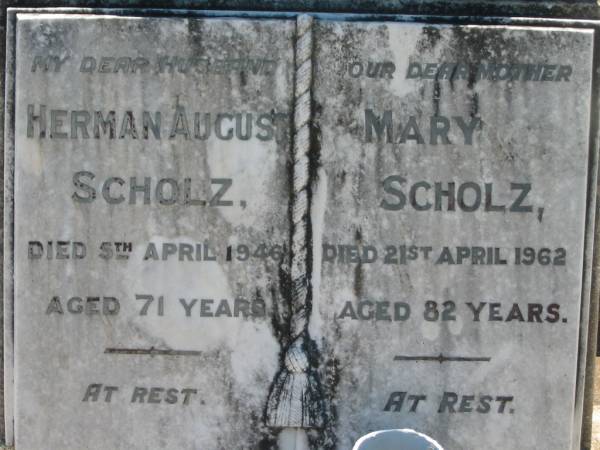 MY DEAR HUSBAND
HERMAN AUGUST
SCHOLZ,
DIED 5TH APRIL 1946
AGED 71 YEARS.
AT REST.
OUR DEAR MOTHER
MARY
SCHOLZ,
DIED 21ST APRIL 1962
AGED 82 YEARS.
AT REST.